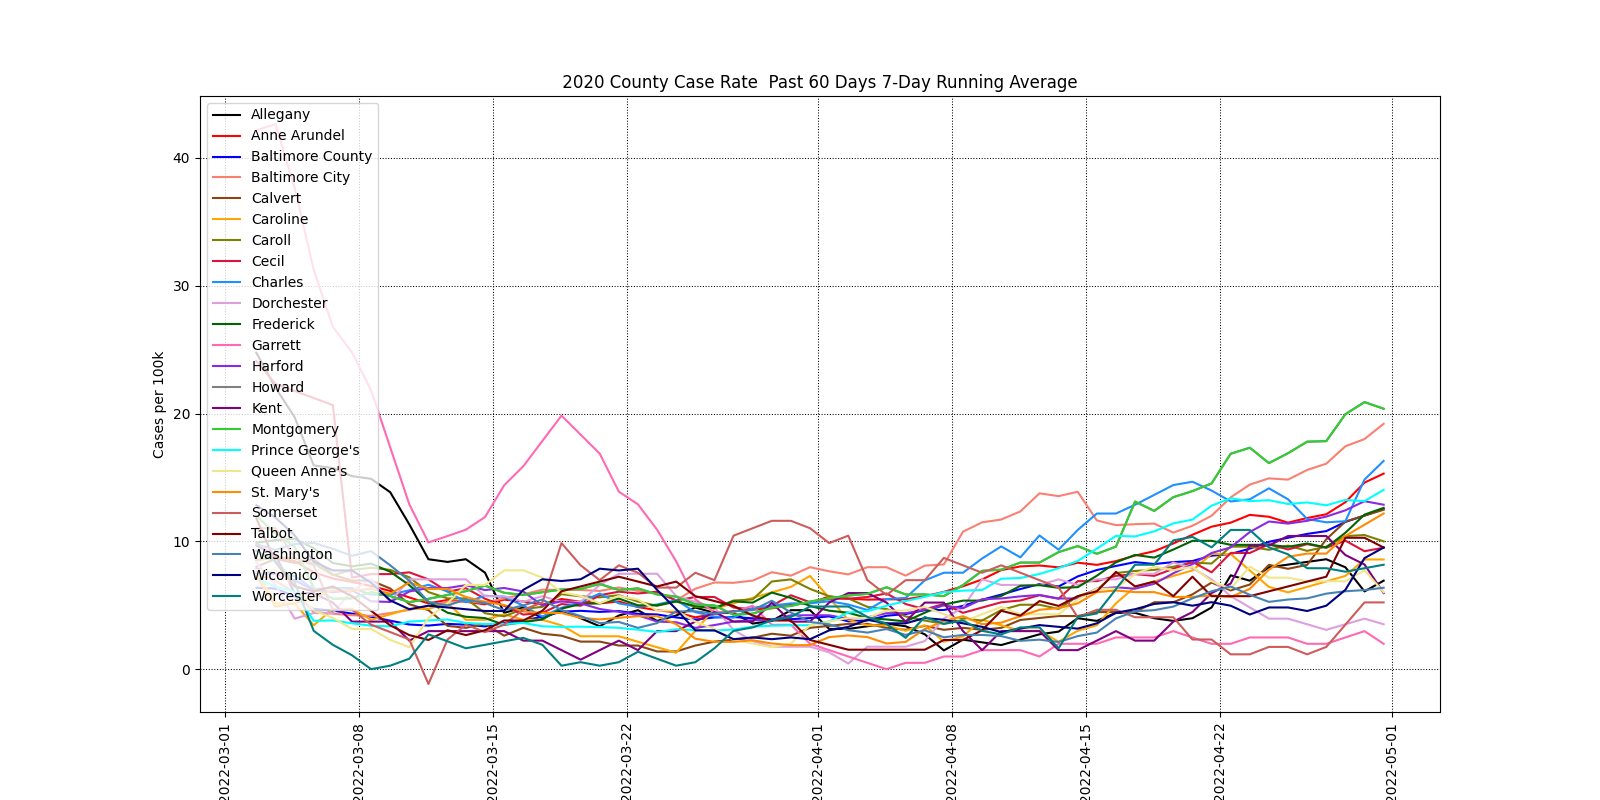 2020 County Case Rate  Past 60 Days 7-Day Running Average
Cases per 100k
40
30
20
10
0
Allegany
Anne Arundel
Baltimore County
Baltimore City
Calvert
Caroline
Caroll
Cecil
Charles
Dorchester
Frederick
Garrett
Harford
Howard
Kent
Montgomery
Prince George's
Queen Anne's
St. Mary's
Somerset
Talbot
Washington
Wicomico
Worcester
2022-03-01
2022-03-08
2022-03-15
2022-03-22
2022-04-01
2022-04-08
2022-04-15
2022-04-22
2022-05-01